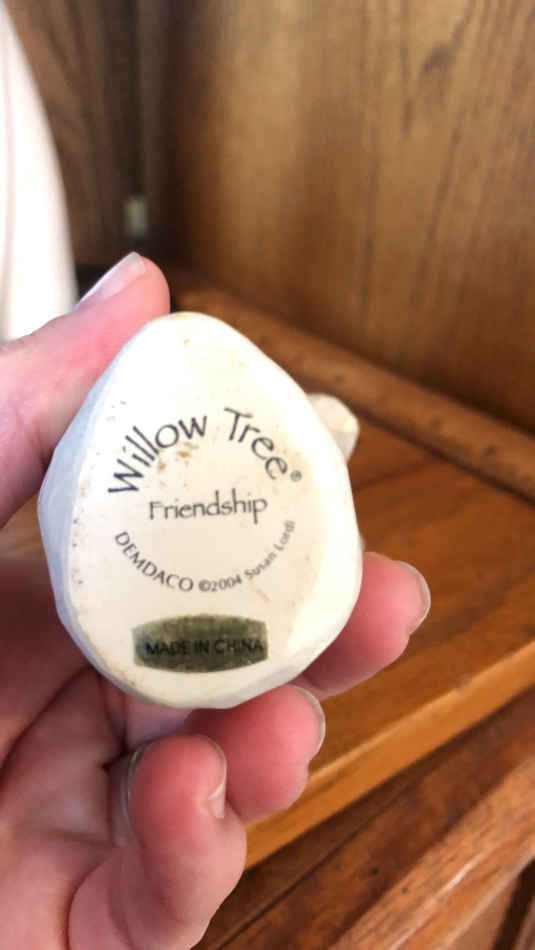 Willow Tree®
Friendship
DEMDACO ©2004 Susan Lordi
MADE IN CHINA